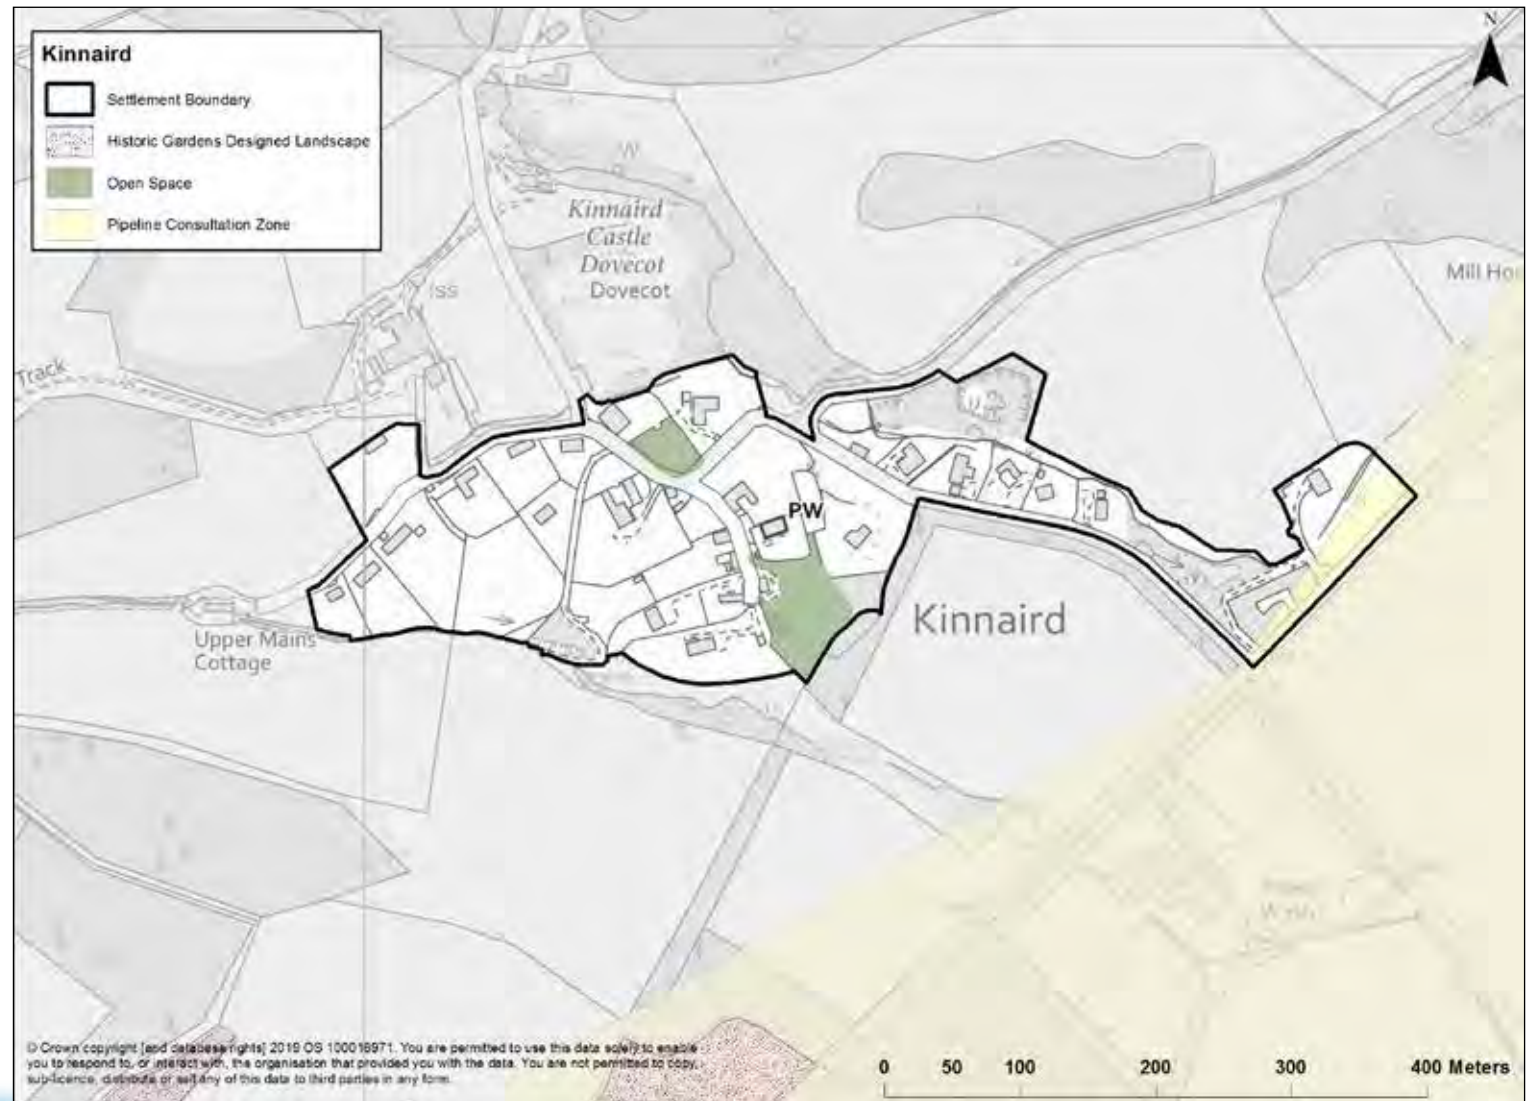 Kinnaird
Settlement Boundary
Historic Gardens Designed Landscape
Open Space
Pipeline Consultation Zone
N
W
Kinnaird
Castle
Dovecot
Dovecot
Mill
Track
PW
Kinnaird
Upper Mains
Cottage
© Crown copyright [and database rights] 2019 OS 100016971. You are permitted to use this data solely to enable
you to respond to, or interact with, the organisation that provided you with the data. You are not permitted to copy,
sub-licence, distribute or sell any of this data to third parties in any form.
0 50 100 200 300 400 Meters